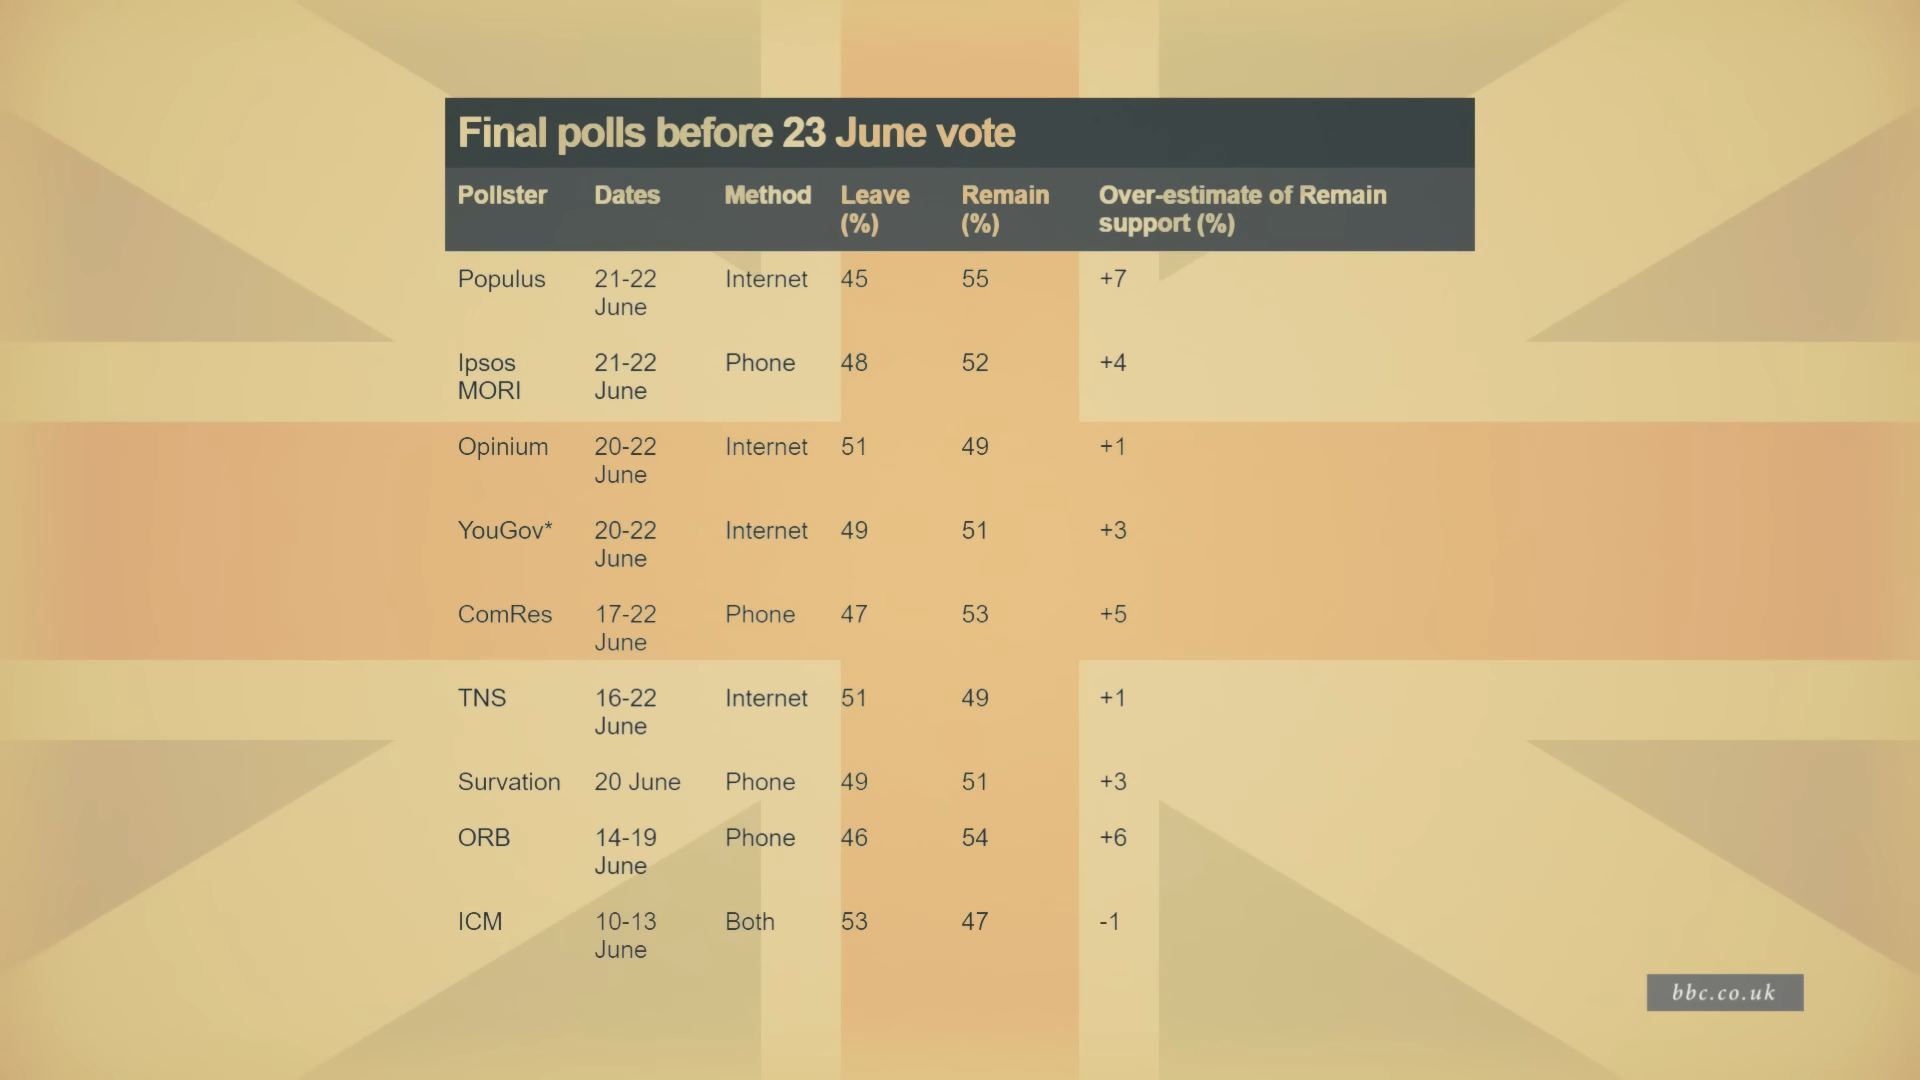 Final polls before 23 June vote
Pollster Dates Method Leave (%) Remain (%) Over-estimate of Remain support (%)
Populus 21-22 June Internet 45 55 +7
Ipsos MORI 21-22 June Phone 48 52 +4
Opinium 20-22 June Internet 51 49 +1
YouGov* 20-22 June Internet 49 51 +3
ComRes 17-22 June Phone 47 53 +5
TNS 16-22 June Internet 51 49 +1
Survation 20 June Phone 49 51 +3
ORB 14-19 June Phone 46 54 +6
ICM 10-13 June Both 53 47 -1
bbc.co.uk